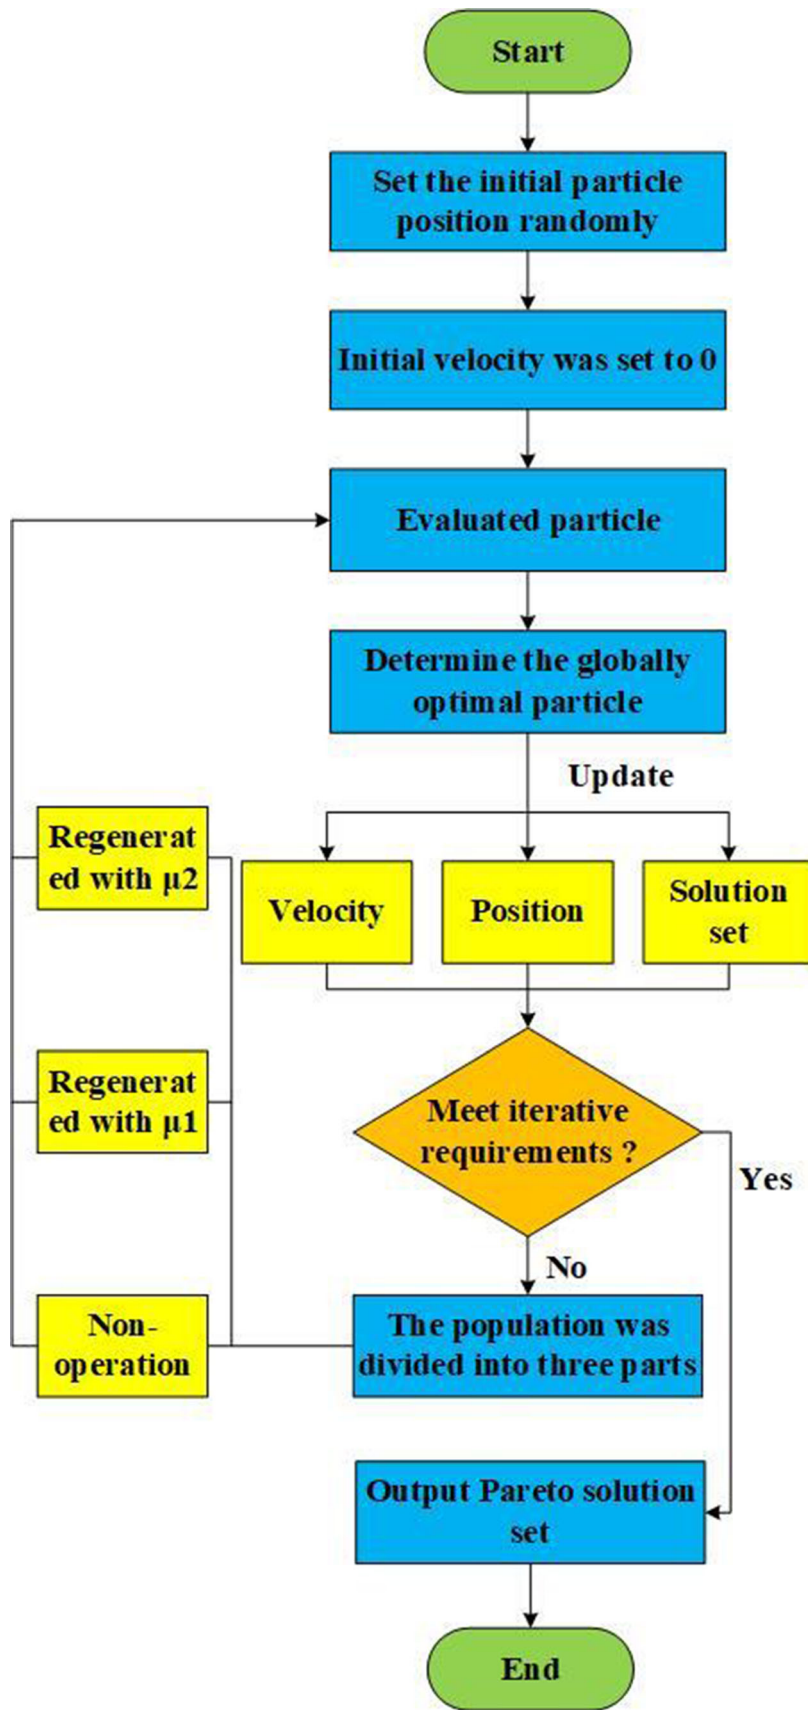 Start
Set the initial particle
position randomly
Initial velocity was set to 0
Evaluated particle
Determine the globally
optimal particle
Update
Regenerat
ed with μ2
Velocity
Position
Solution
set
Regenerat
ed with μ1
Meet iterative
requirements ?
Yes
No
Non-
operation
The population was
divided into three parts
Output Pareto solution
set
End